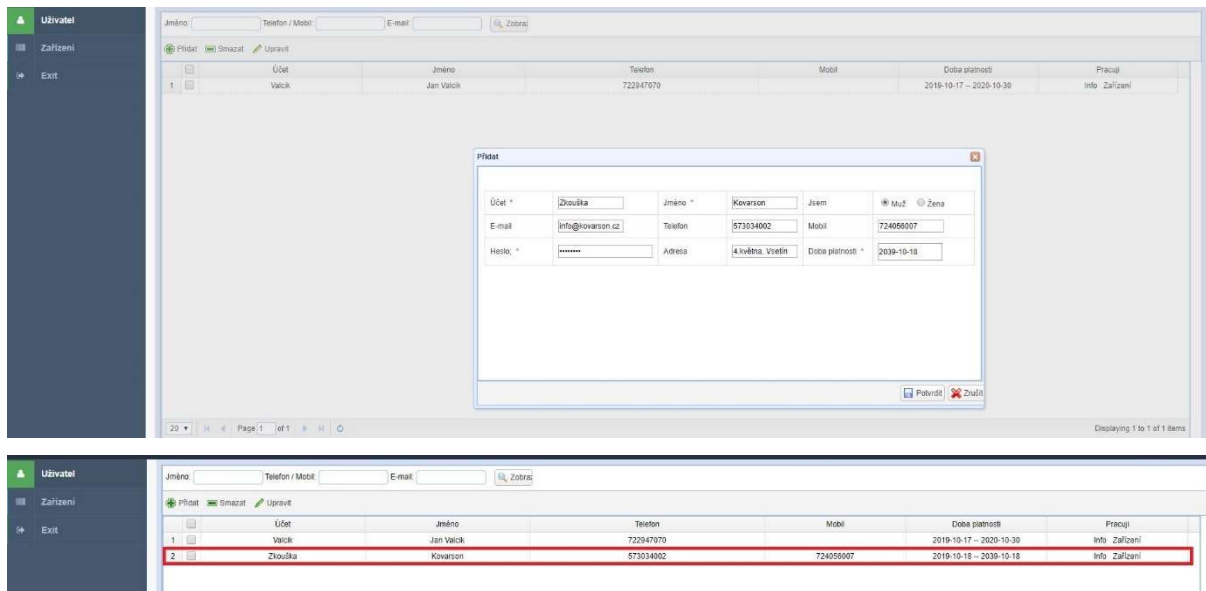 Uživatel
Zařízení
Exit
Jméno: Telefon / Mobil: E-mail: Zobraz
Přidat Smazat Upravit
Účet Jméno Telefon Mobil Doba platnosti Pracuji
1 Valcik Jan Valcik 722947070 2019-10-17 -- 2020-10-30 Info Zařízení
Přidat
Účet * Zkouška Jméno * Kovarson Jsem Muž Žena
E-mail info@kovarson.cz Telefon 573034002 Mobil 724056007
Heslo: * •••••••• Adresa 4.května, Vsetín Doba platnosti * 2039-10-18
Potvrdit Zrušit
20 Page 1 of 1 Displaying 1 to 1 of 1 items
Uživatel
Zařízení
Exit
Jméno: Telefon / Mobil: E-mail: Zobraz
Přidat Smazat Upravit
Účet Jméno Telefon Mobil Doba platnosti Pracuji
1 Valcik Jan Valcik 722947070 2019-10-17 -- 2020-10-30 Info Zařízení
2 Zkouška Kovarson 573034002 724056007 2019-10-18 -- 2039-10-18 Info Zařízení